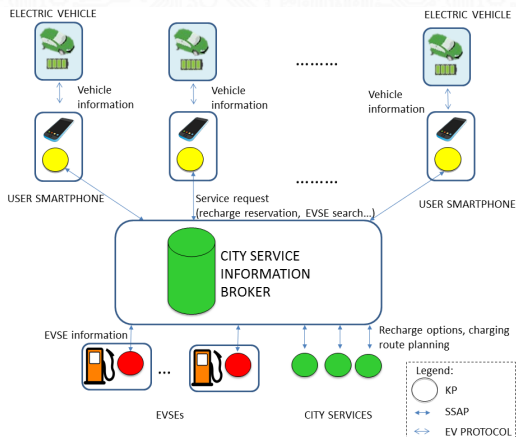 ELECTRIC VEHICLE
ELECTRIC VEHICLE
.........
Vehicle
information
Vehicle
information
Vehicle
information
.........
USER SMARTPHONE
Service request
(recharge reservation, EVSE search...)
USER SMARTPHONE
CITY SERVICE
INFORMATION
BROKER
EVSE information
Recharge options, charging
route planning
...
EVSEs
CITY SERVICES
Legend:
KP
SSAP
EV PROTOCOL